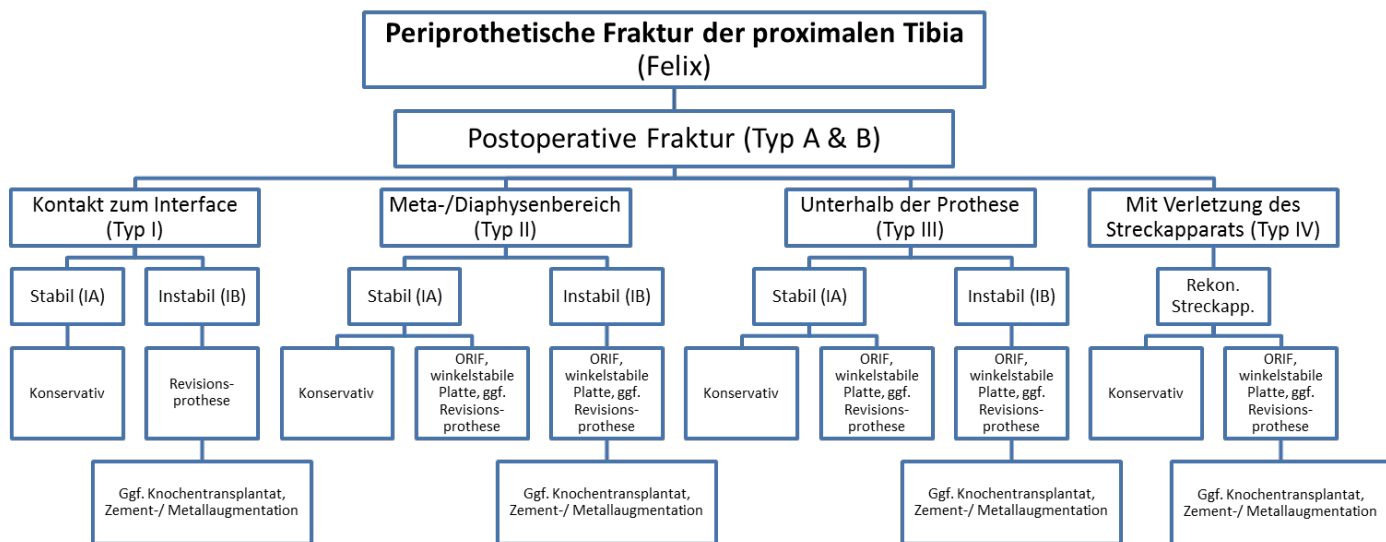 Periprothetische Fraktur der proximalen Tibia
(Felix)
Postoperative Fraktur (Typ A & B)
Kontakt zum Interface
(Typ I)
Meta-/Diaphysenbereich
(Typ II)
Unterhalb der Prothese
(Typ III)
Mit Verletzung des
Streckapparats (Typ IV)
Stabil (IA)
Instabil (IB)
Stabil (IA)
Instabil (IB)
Stabil (IA)
Instabil (IB)
Rekon.
Streckapp.
Konservativ
Revisions-
prothese
Konservativ
ORIF,
winkelstabile
Platte, ggf.
Revisions-
prothese
ORIF,
winkelstabile
Platte, ggf.
Revisions-
prothese
Konservativ
ORIF,
winkelstabile
Platte, ggf.
Revisions-
prothese
ORIF,
winkelstabile
Platte, ggf.
Revisions-
prothese
Konservativ
ORIF,
winkelstabile
Platte, ggf.
Revisions-
prothese
Ggf. Knochentransplantat,
Zement-/ Metallaugmentation
Ggf. Knochentransplantat,
Zement-/ Metallaugmentation
Ggf. Knochentransplantat,
Zement-/ Metallaugmentation
Ggf. Knochentransplantat,
Zement-/ Metallaugmentation